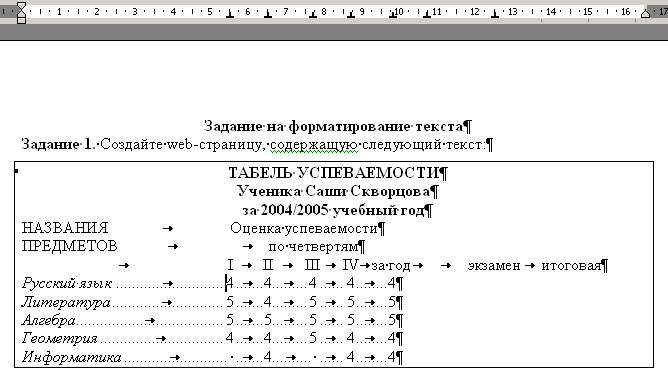 1 2 3 4 5 6 7 8 9 10 11 12 13 14 15 16 17
Задание на форматирование текста¶
Задание 1. Создайте web-страницу, содержащую следующий текст:¶
ТАБЕЛЬ УСПЕВАЕМОСТИ¶
Ученика Саши Скворцова¶
за 2004/2005 учебный год¶
НАЗВАНИЯ → Оценка успеваемости¶
ПРЕДМЕТОВ → → по четвертям¶
→ I → II → III → IV → за год → → экзамен → итоговая¶
Русский язык ............→............4...→...4...→...4...→...4...→...4¶
Литература ............→............5...→...4...→...5...→...5...→...5¶
Алгебра............→............5...→...5...→...5...→...5...→...5¶
Геометрия ............→............4...→...4...→...5...→...5...→...5¶
Информатика ............→............·...→...4...→...·...→...4...→...4¶